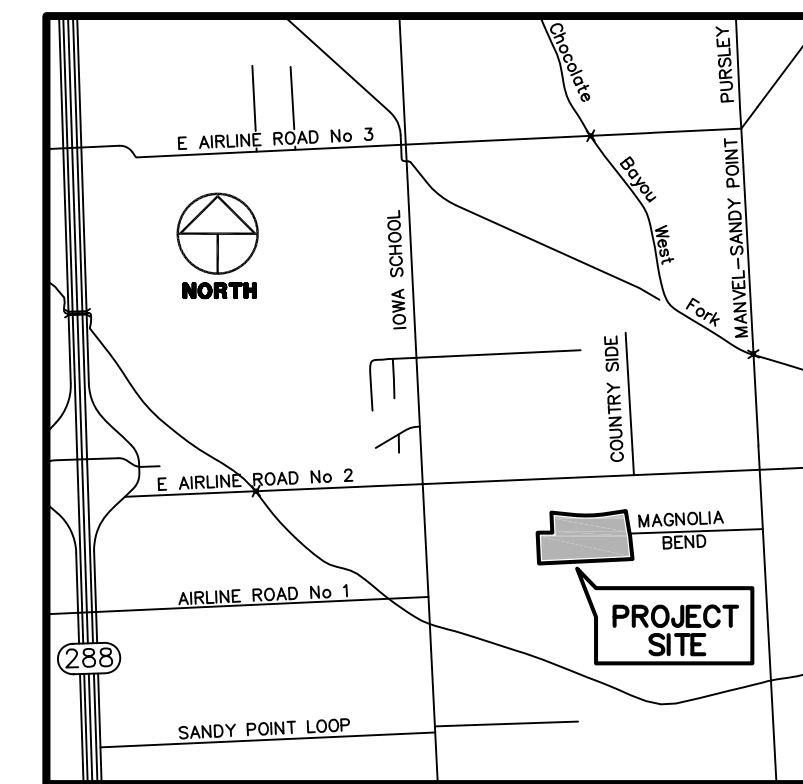 Chocolate
Bayou
West
Fork
PURSLEY
E AIRLINE ROAD No 3
MANVEL-SANDY POINT
IOWA SCHOOL
NORTH
COUNTRY SIDE
E AIRLINE ROAD No 2
MAGNOLIA
BEND
AIRLINE ROAD No 1
PROJECT
SITE
288
SANDY POINT LOOP